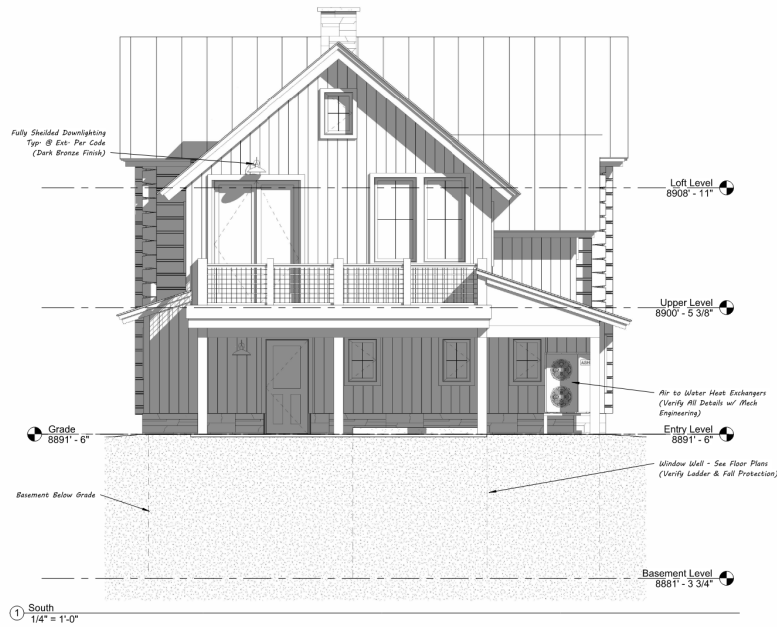 Fully Sheilded Downlighting
Typ. @ Ext. Per Code
(Dark Bronze Finish)
Loft Level
8908' - 11"
Upper Level
8900' - 5 3/8"
Air to Water Heat Exchangers
(Verify All Details w/ Mech
Engineering)
Grade
8891' - 6"
Entry Level
8891' - 6"
Window Well - See Floor Plans
(Verify Ladder & Fall Protection)
Basement Below Grade
Basement Level
8881' - 3 3/4"
1 South
1/4" = 1'-0"